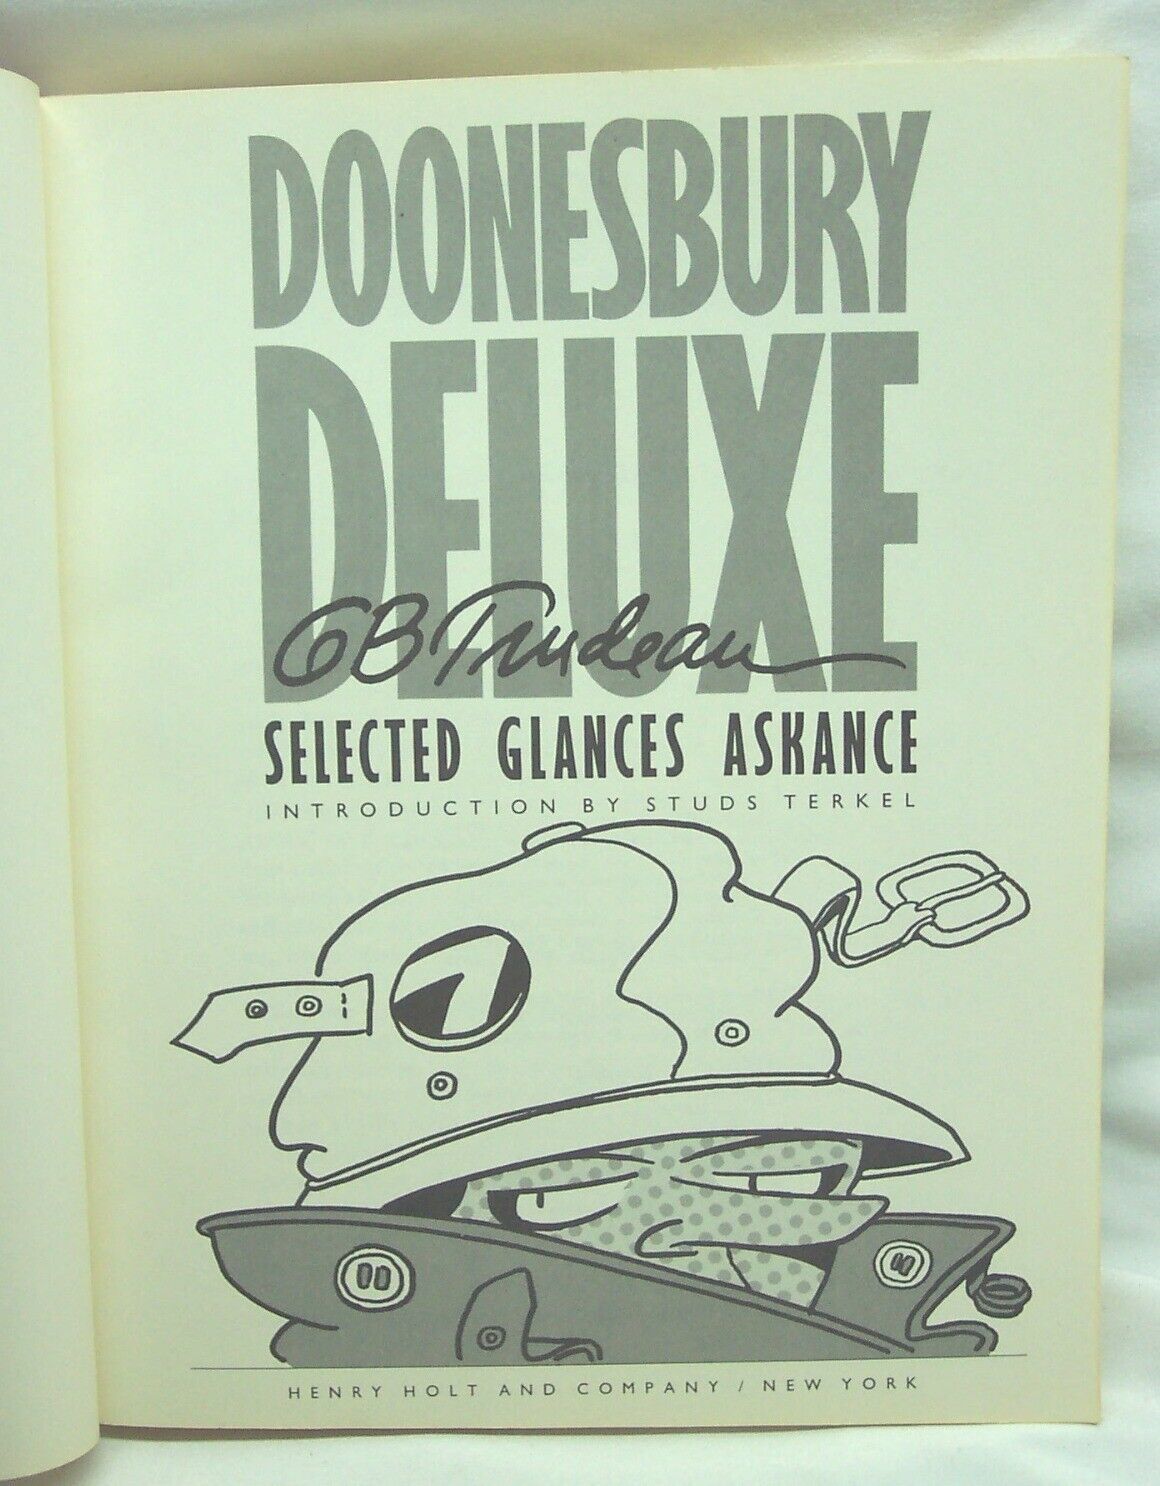 DOONESBURY
DELUXE
GB Trudeau
SELECTED GLANCES ASKANCE
INTRODUCTION BY STUDS TERKEL
HENRY HOLT AND COMPANY / NEW YORK